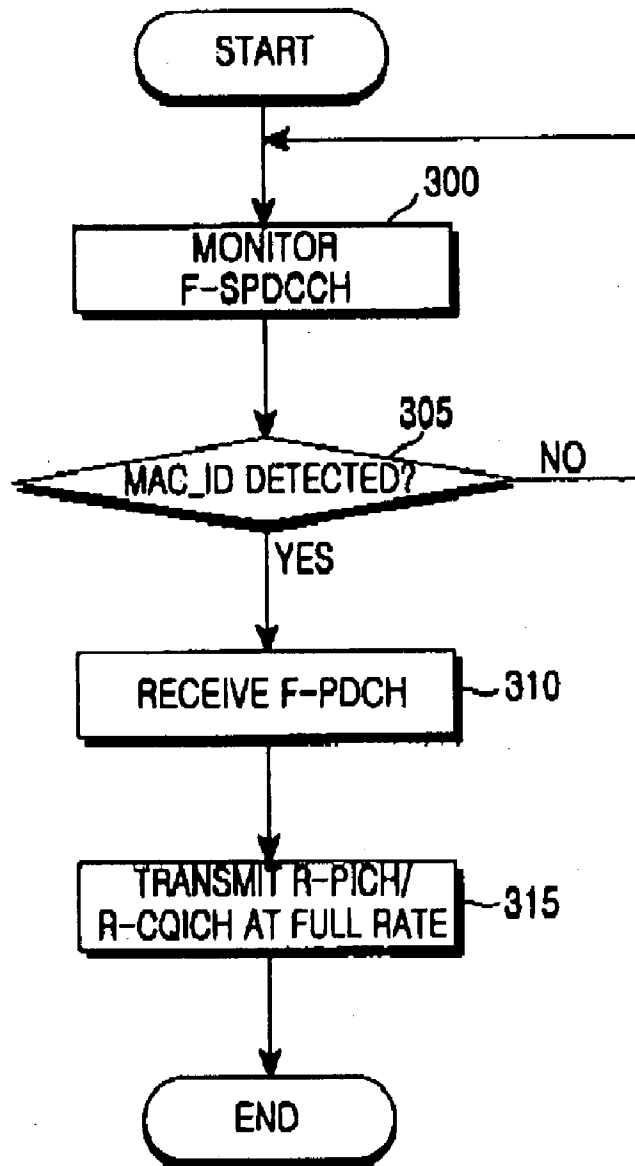 START
300
MONITOR
F-SPDCCH
305
MAC_ID DETECTED?
NO
YES
RECEIVE F-PDCH
310
TRANSMIT R-PICH/
R-CQICH AT FULL RATE
315
END